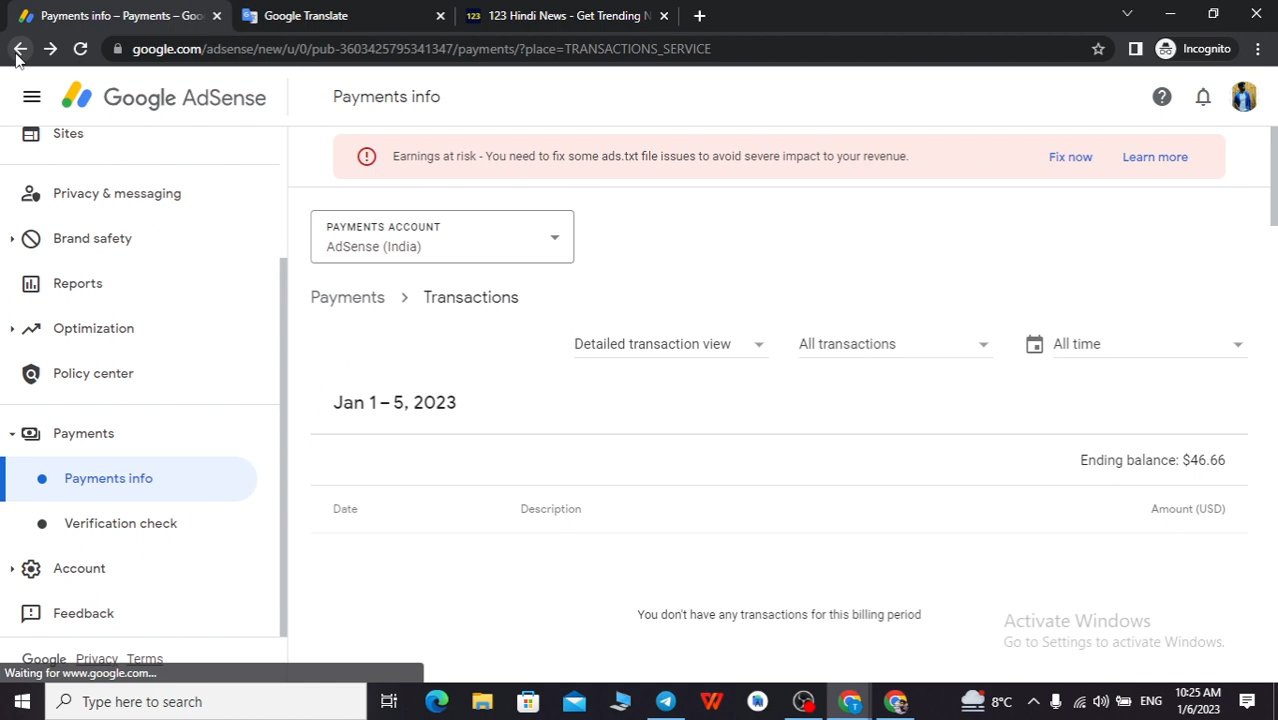 Payments info – Payments – Goo
Google Translate
123 Hindi News - Get Trending N
google.com/adsense/new/u/0/pub-3603425795341347/payments/?place=TRANSACTIONS_SERVICE
Incognito
Google AdSense
Payments info
Sites
Earnings at risk - You need to fix some ads.txt file issues to avoid severe impact to your revenue.
Fix now
Learn more
Privacy & messaging
Brand safety
Reports
Optimization
Policy center
Payments
Payments info
Verification check
Account
Feedback
Google Privacy Terms
Waiting for www.google.com...
PAYMENTS ACCOUNT
AdSense (India)
Payments > Transactions
Detailed transaction view
All transactions
All time
Jan 1 – 5, 2023
Ending balance: $46.66
Date Description Amount (USD)
You don't have any transactions for this billing period
Activate Windows
Go to Settings to activate Windows.
Type here to search
8°C
ENG
10:25 AM
1/6/2023